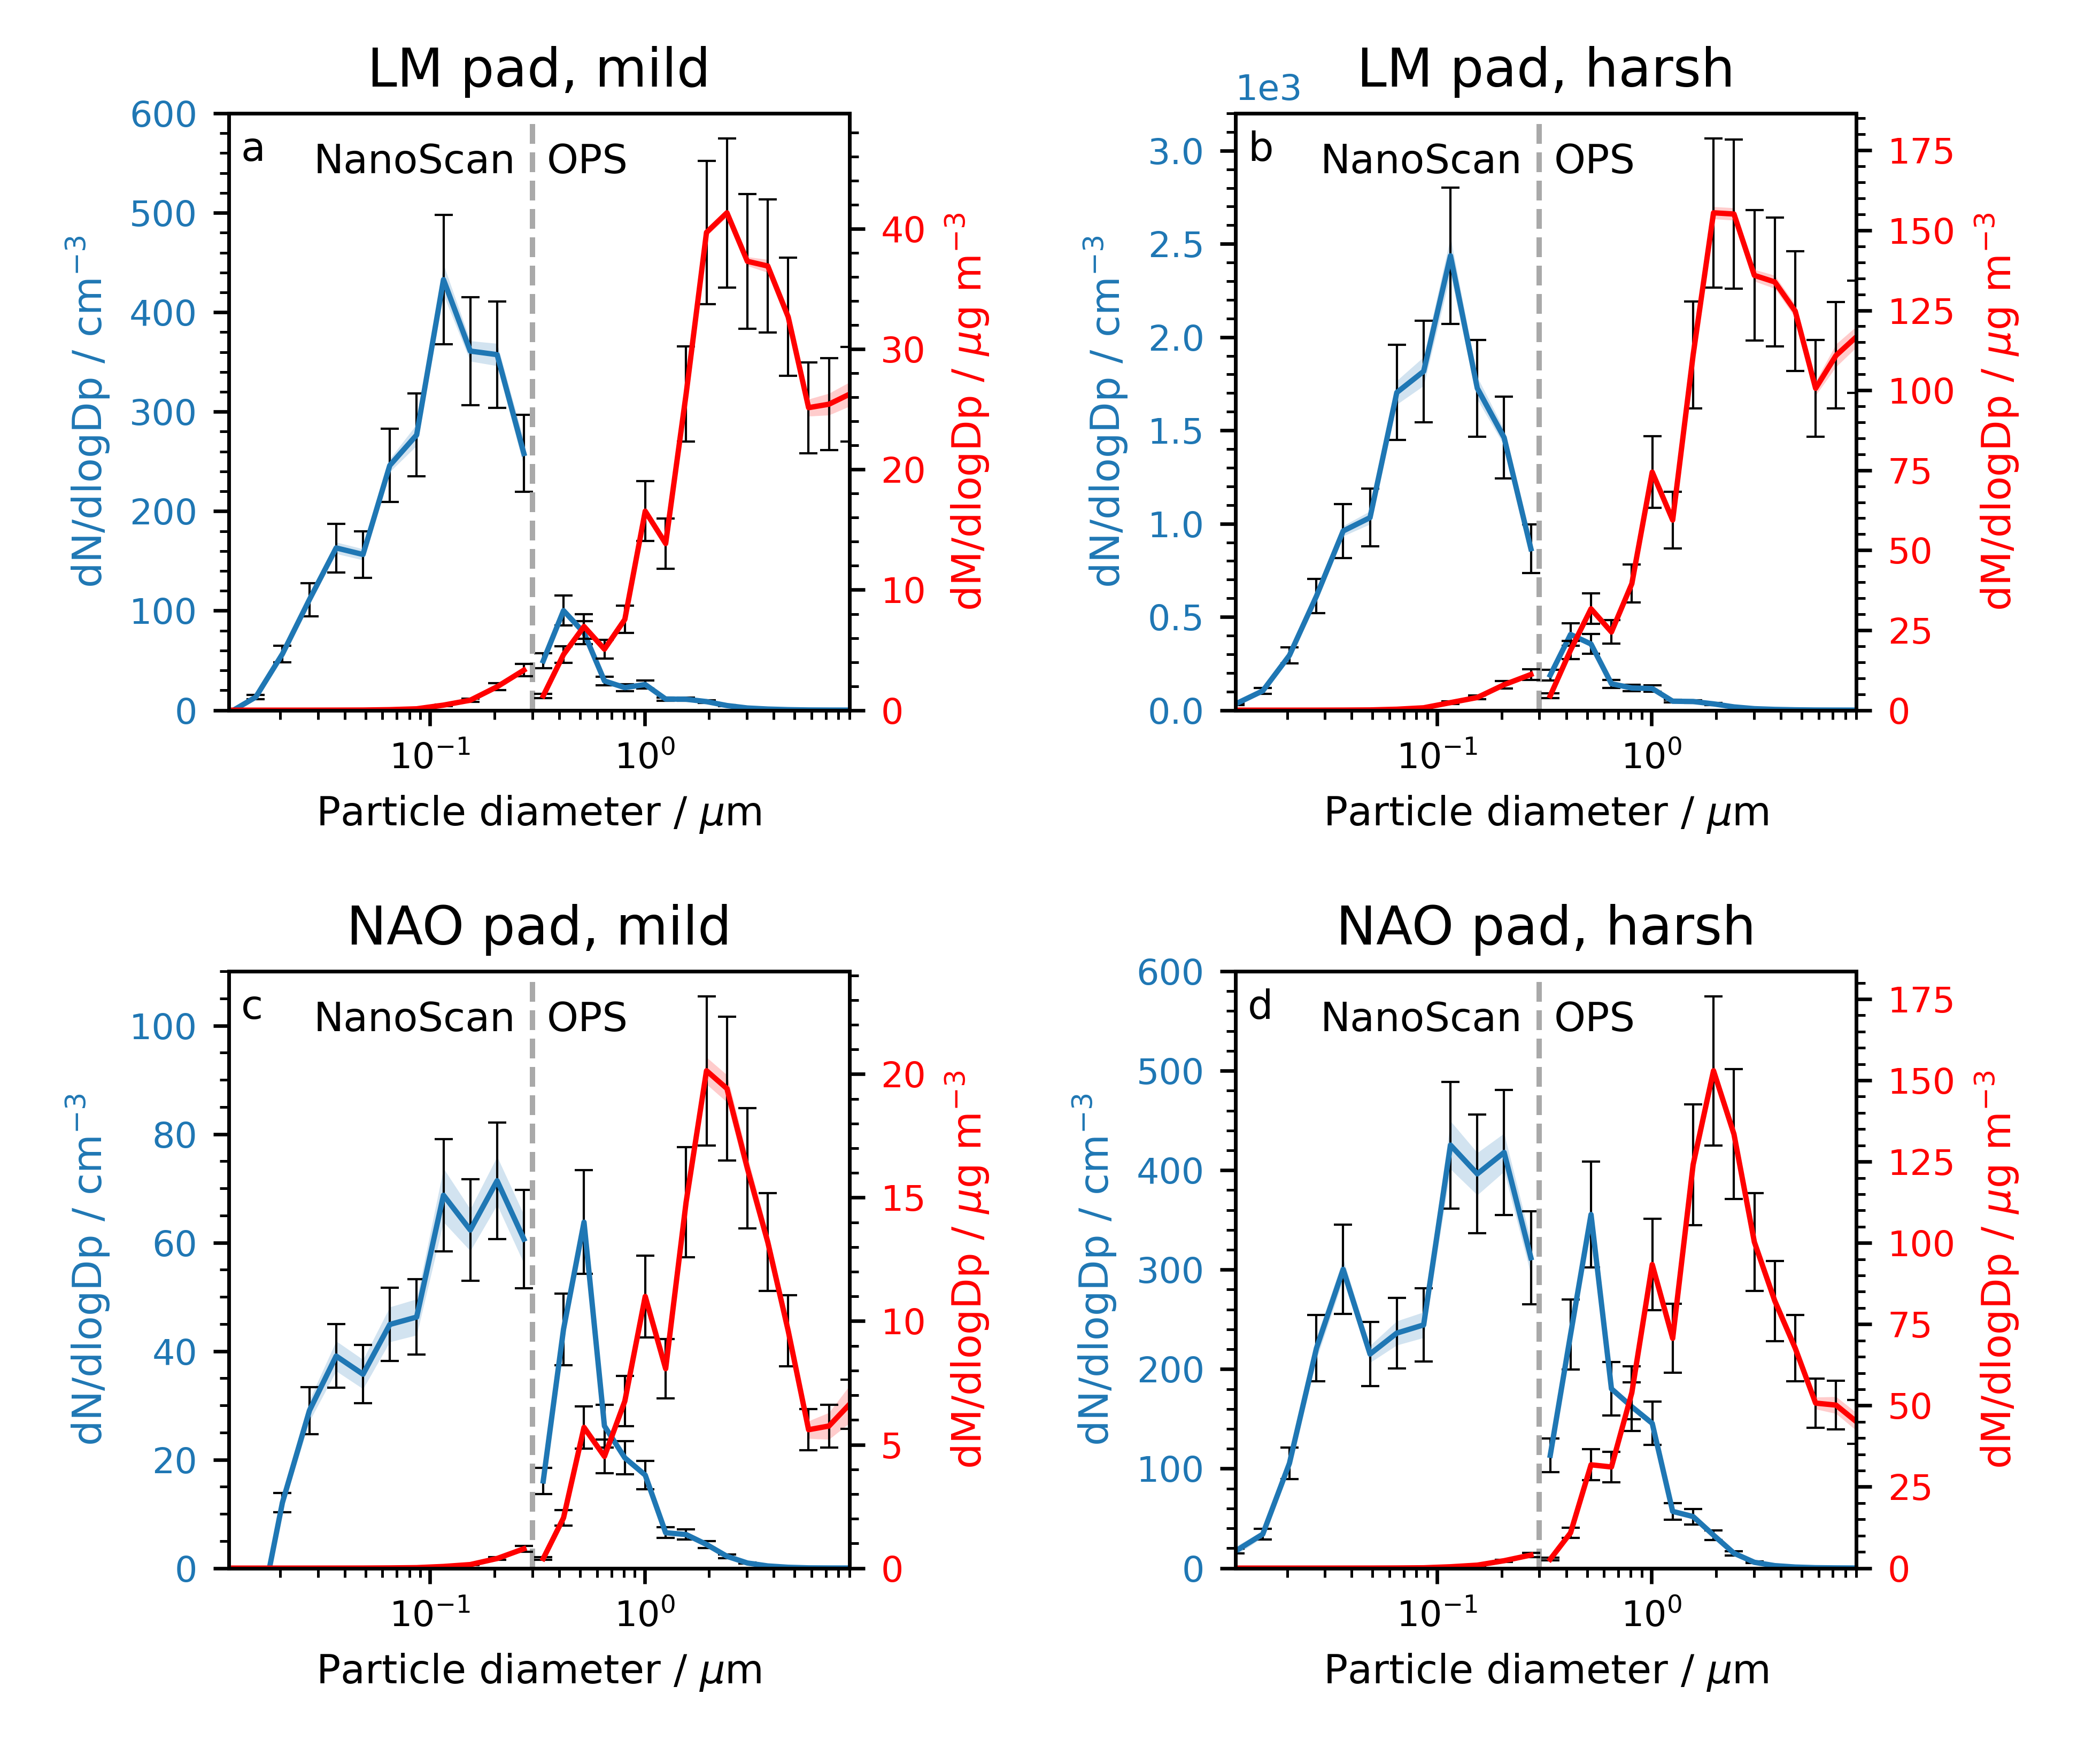 LM pad, mild
a NanoScan OPS
600
500
400
300
200
100
0
dN/dlogDp / cm⁻³
40
30
20
10
0
dM/dlogDp / μg m⁻³
10⁻¹ 10⁰
Particle diameter / μm
LM pad, harsh
1e3
b NanoScan OPS
3.0
2.5
2.0
1.5
1.0
0.5
0.0
dN/dlogDp / cm⁻³
175
150
125
100
75
50
25
0
dM/dlogDp / μg m⁻³
10⁻¹ 10⁰
Particle diameter / μm
NAO pad, mild
c NanoScan OPS
100
80
60
40
20
0
dN/dlogDp / cm⁻³
20
15
10
5
0
dM/dlogDp / μg m⁻³
10⁻¹ 10⁰
Particle diameter / μm
NAO pad, harsh
d NanoScan OPS
600
500
400
300
200
100
0
dN/dlogDp / cm⁻³
175
150
125
100
75
50
25
0
dM/dlogDp / μg m⁻³
10⁻¹ 10⁰
Particle diameter / μm